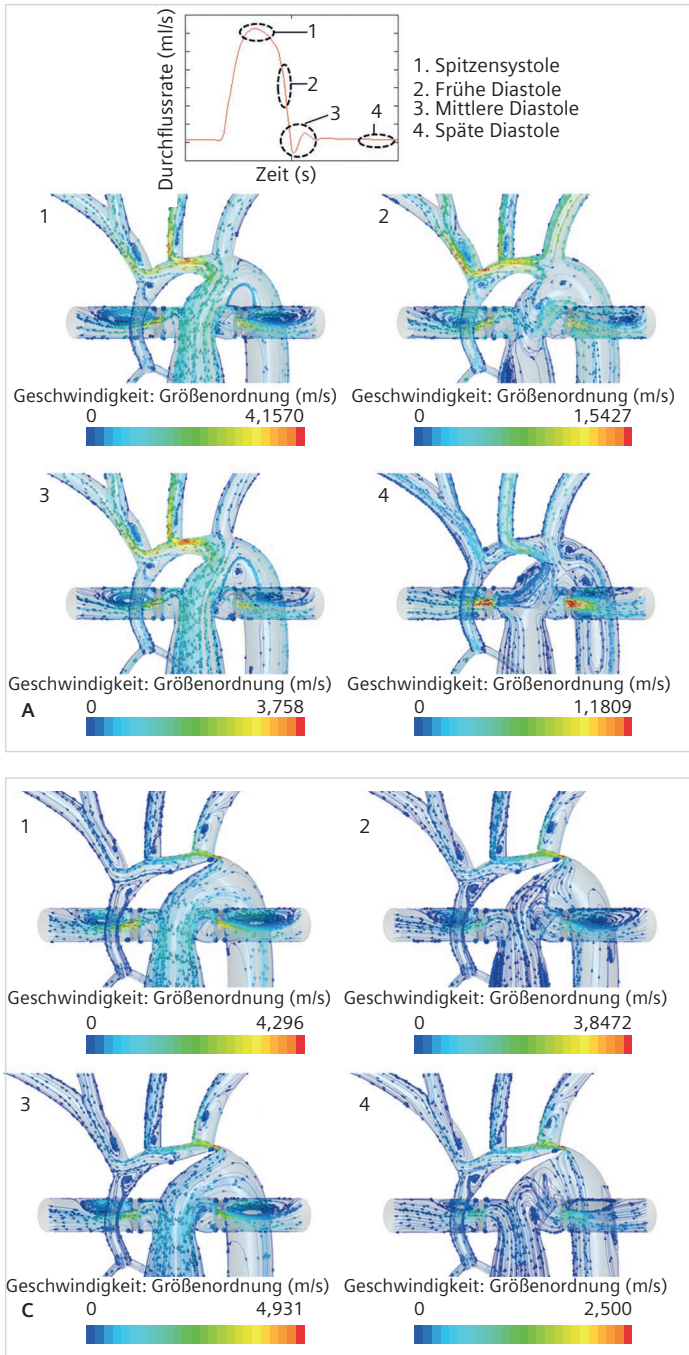 Durchflussrate (ml/s)
1
2
3
4
Zeit (s)
1. Spitzensystole
2. Frühe Diastole
3. Mittlere Diastole
4. Späte Diastole
1
2
Geschwindigkeit: Größenordnung (m/s)
0 4,1570
Geschwindigkeit: Größenordnung (m/s)
0 1,5427
3
4
Geschwindigkeit: Größenordnung (m/s)
0 3,758
Geschwindigkeit: Größenordnung (m/s)
0 1,1809
A
1
2
Geschwindigkeit: Größenordnung (m/s)
0 4,296
Geschwindigkeit: Größenordnung (m/s)
0 3,8472
3
4
Geschwindigkeit: Größenordnung (m/s)
0 4,931
Geschwindigkeit: Größenordnung (m/s)
0 2,500
C